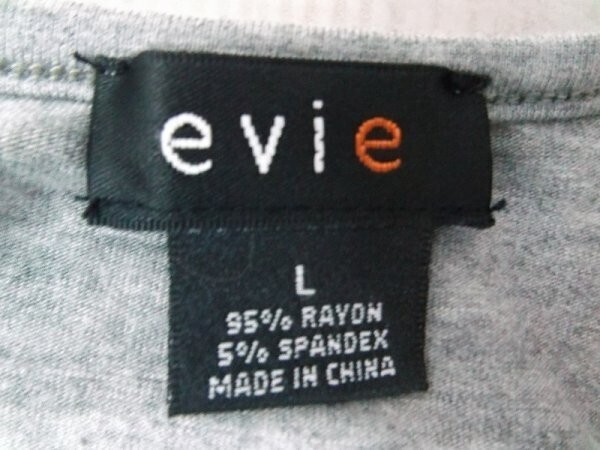 evie
L
95% RAYON
5% SPANDEX
MADE IN CHINA